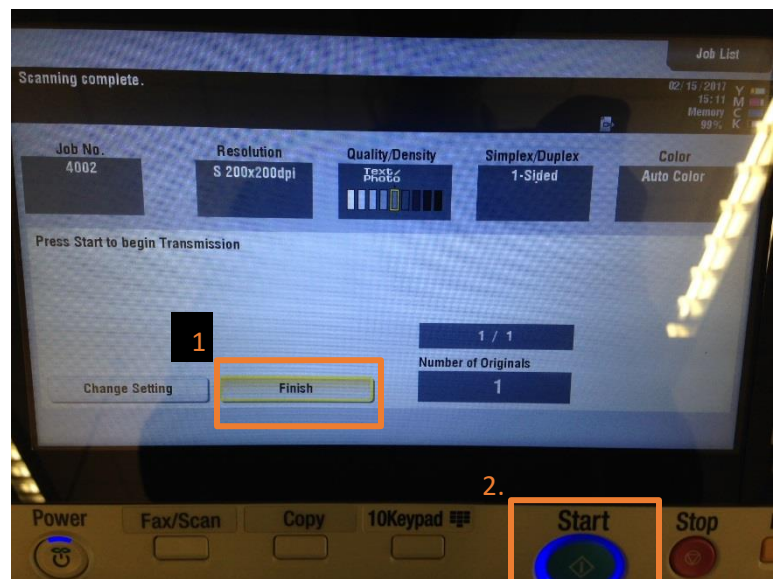 Job List
Scanning complete.
02/15/2017
15:11
Memory
99%
Y
M
C
K
Job No.
4002
Resolution
S 200x200dpi
Quality/Density
Text/
Photo
Simplex/Duplex
1-Sided
Color
Auto Color
Press Start to begin Transmission
1
1 / 1
Number of Originals
1
Change Setting
Finish
2.
Power
Fax/Scan
Copy
10Keypad
Start
Stop